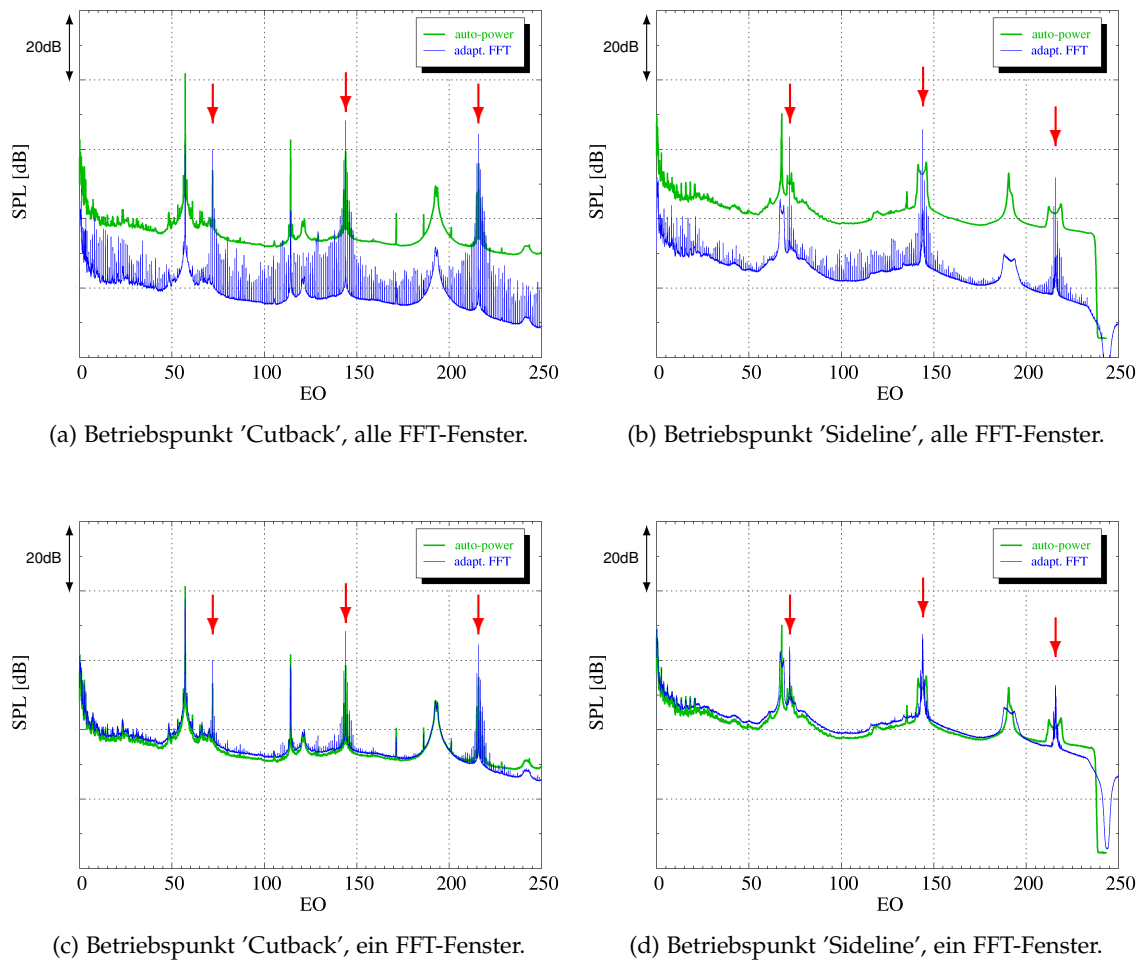 20dB
auto-power
adapt. FFT
SPL [dB]
0 50 100 150 200 250
EO
(a) Betriebspunkt ’Cutback’, alle FFT-Fenster.
20dB
auto-power
adapt. FFT
SPL [dB]
0 50 100 150 200 250
EO
(b) Betriebspunkt ’Sideline’, alle FFT-Fenster.
20dB
auto-power
adapt. FFT
SPL [dB]
0 50 100 150 200 250
EO
(c) Betriebspunkt ’Cutback’, ein FFT-Fenster.
20dB
auto-power
adapt. FFT
SPL [dB]
0 50 100 150 200 250
EO
(d) Betriebspunkt ’Sideline’, ein FFT-Fenster.